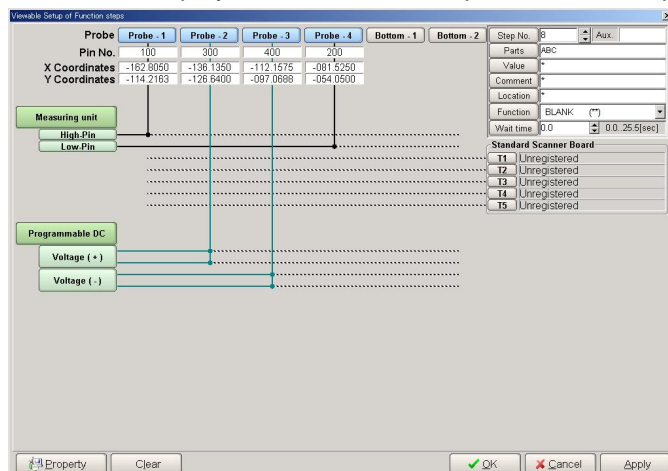 Viewable Setup of Function steps
Probe Probe - 1 Probe - 2 Probe - 3 Probe - 4 Bottom - 1 Bottom - 2
Pin No. 100 300 400 200
X Coordinates -162.8050 -136.1350 -112.1575 -081.5250
Y Coordinates -114.2163 -126.6400 -097.0688 -054.0500
Measuring unit
High-Pin
Low-Pin
Programmable DC
Voltage ( + )
Voltage ( - )
Step No. 8 Aux.
Parts ABC
Value *
Comment *
Location *
Function BLANK (**)
Wait time 0.0 0.0..25.5[sec]
Standard Scanner Board
T1 Unregistered
T2 Unregistered
T3 Unregistered
T4 Unregistered
T5 Unregistered
Property Clear OK Cancel Apply